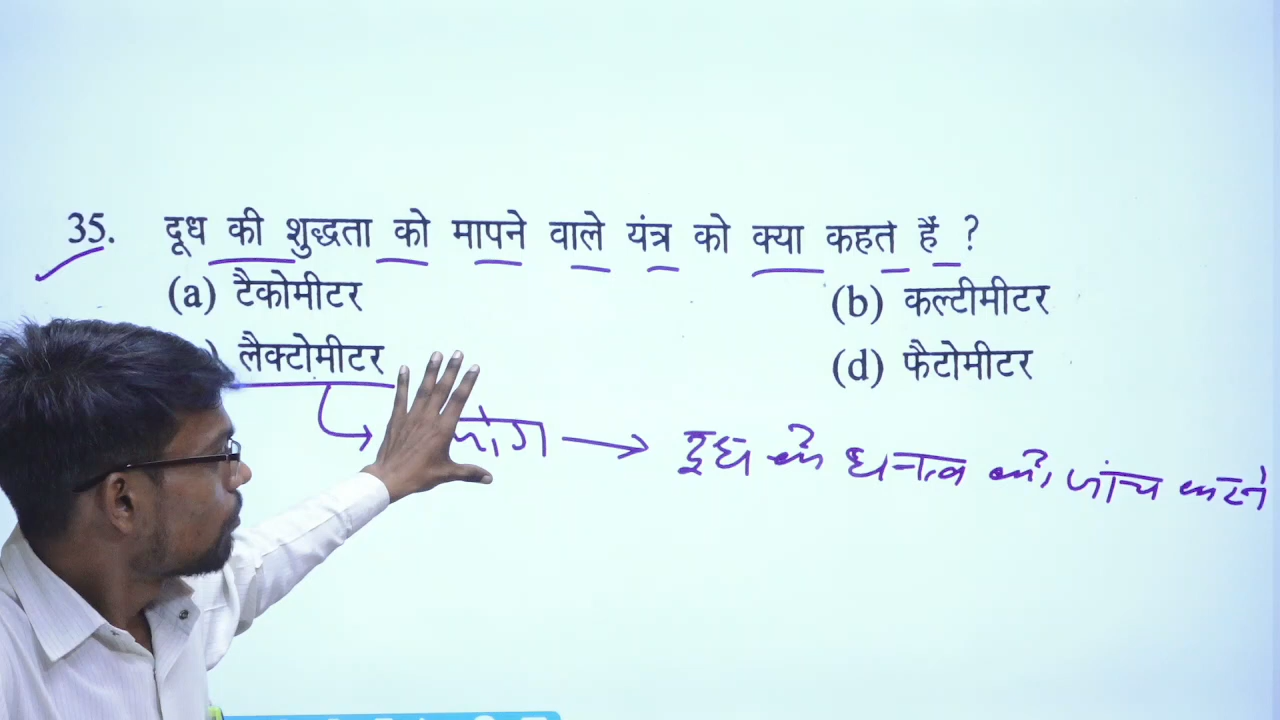 35. दूध की शुद्धता को मापने वाले यंत्र को क्या कहते हैं ?
(a) टैकोमीटर (b) कल्टीमीटर
) लैक्टोमीटर (d) फैटोमीटर
→ दूध के घनत्व की जांच करने